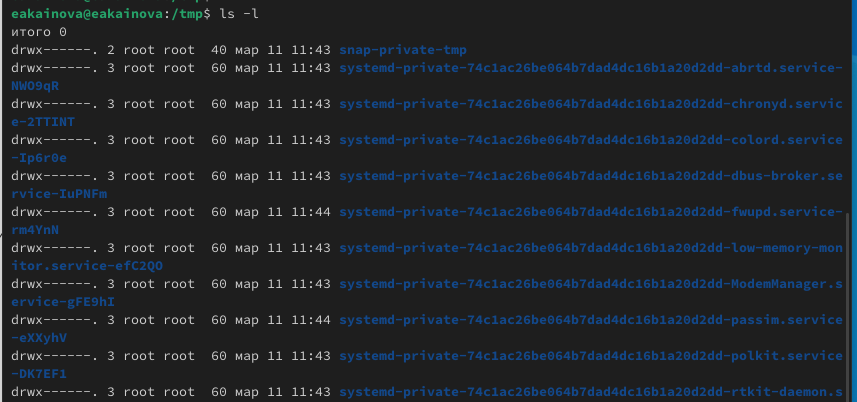 eakainova@eakainova:/tmp$ ls -l
итого 0
drwx------. 2 root root  40 мар 11 11:43 snap-private-tmp
drwx------. 3 root root  60 мар 11 11:43 systemd-private-74c1ac26be064b7dad4dc16b1a20d2dd-abrtd.service-
NWO9qR
drwx------. 3 root root  60 мар 11 11:43 systemd-private-74c1ac26be064b7dad4dc16b1a20d2dd-chronyd.servic
e-2TTINT
drwx------. 3 root root  60 мар 11 11:43 systemd-private-74c1ac26be064b7dad4dc16b1a20d2dd-colord.service
-Ip6r0e
drwx------. 3 root root  60 мар 11 11:43 systemd-private-74c1ac26be064b7dad4dc16b1a20d2dd-dbus-broker.se
rvice-IuPNFm
drwx------. 3 root root  60 мар 11 11:44 systemd-private-74c1ac26be064b7dad4dc16b1a20d2dd-fwupd.service-
rm4YnN
drwx------. 3 root root  60 мар 11 11:43 systemd-private-74c1ac26be064b7dad4dc16b1a20d2dd-low-memory-mon
itor.service-efC2QO
drwx------. 3 root root  60 мар 11 11:43 systemd-private-74c1ac26be064b7dad4dc16b1a20d2dd-ModemManager.s
ervice-gFE9hI
drwx------. 3 root root  60 мар 11 11:44 systemd-private-74c1ac26be064b7dad4dc16b1a20d2dd-passim.service
-eXXyhV
drwx------. 3 root root  60 мар 11 11:43 systemd-private-74c1ac26be064b7dad4dc16b1a20d2dd-polkit.service
-DK7EF1
drwx------. 3 root root  60 мар 11 11:43 systemd-private-74c1ac26be064b7dad4dc16b1a20d2dd-rtkit-daemon.s